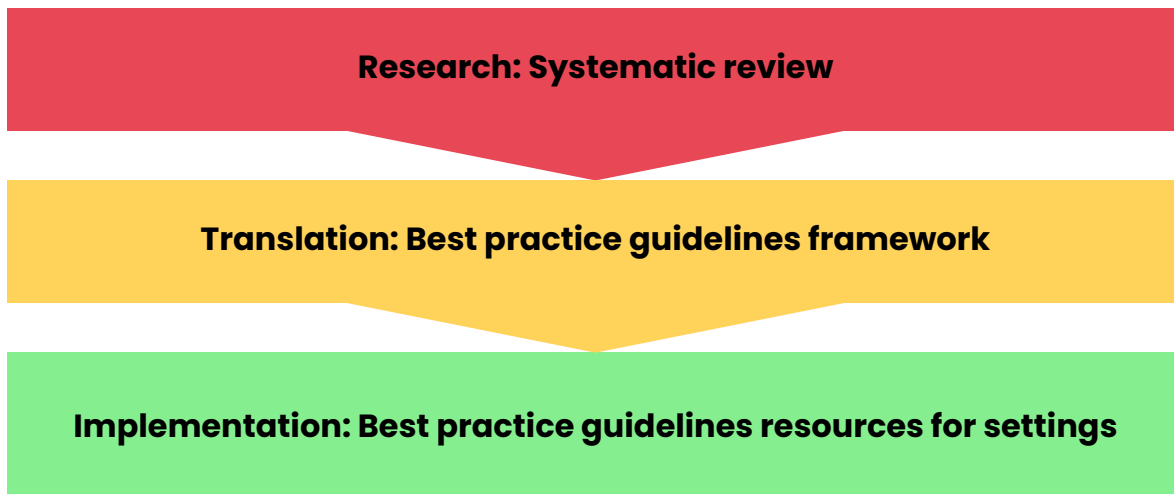 Research: Systematic review
Translation: Best practice guidelines framework
Implementation: Best practice guidelines resources for settings